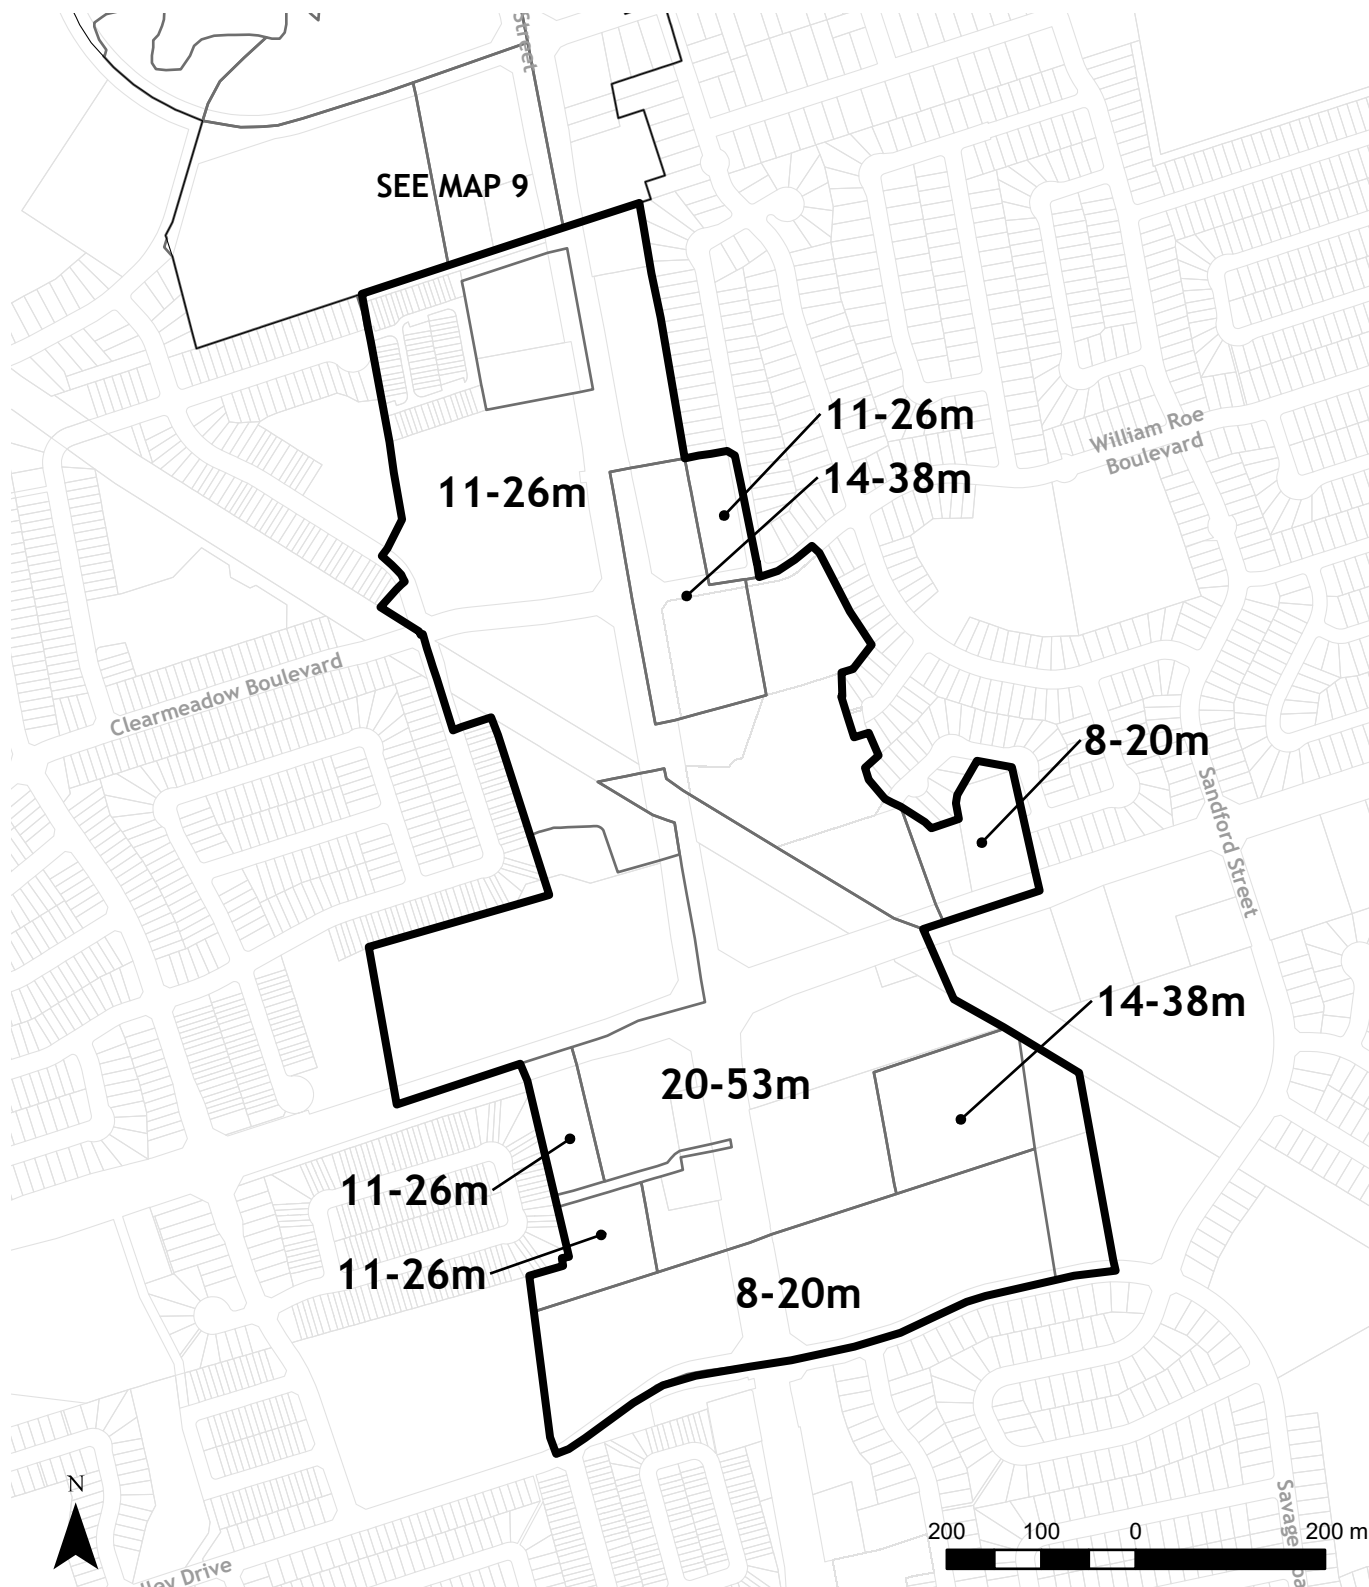 Street
SEE MAP 9
11-26m
William Roe
Boulevard
14-38m
11-26m
Clearmeadow Boulevard
8-20m
Sandford Street
14-38m
20-53m
11-26m
11-26m
8-20m
N
Savage
Drive
200 100 0 200 m